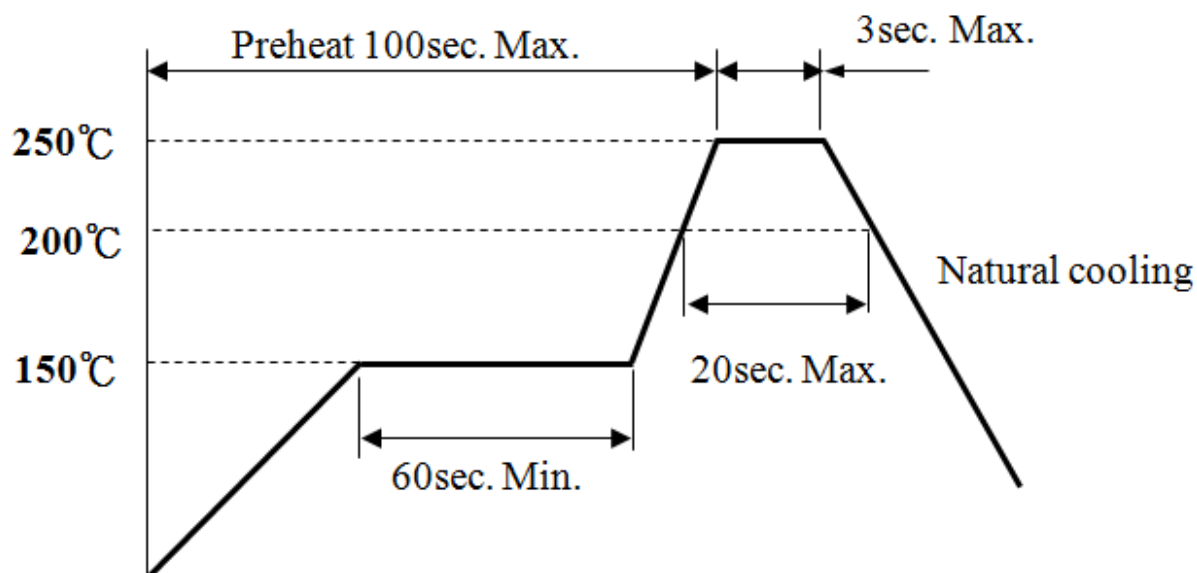 3sec. Max.
Preheat 100sec. Max.
250℃
200℃
Natural cooling
150℃
20sec. Max.
60sec. Min.